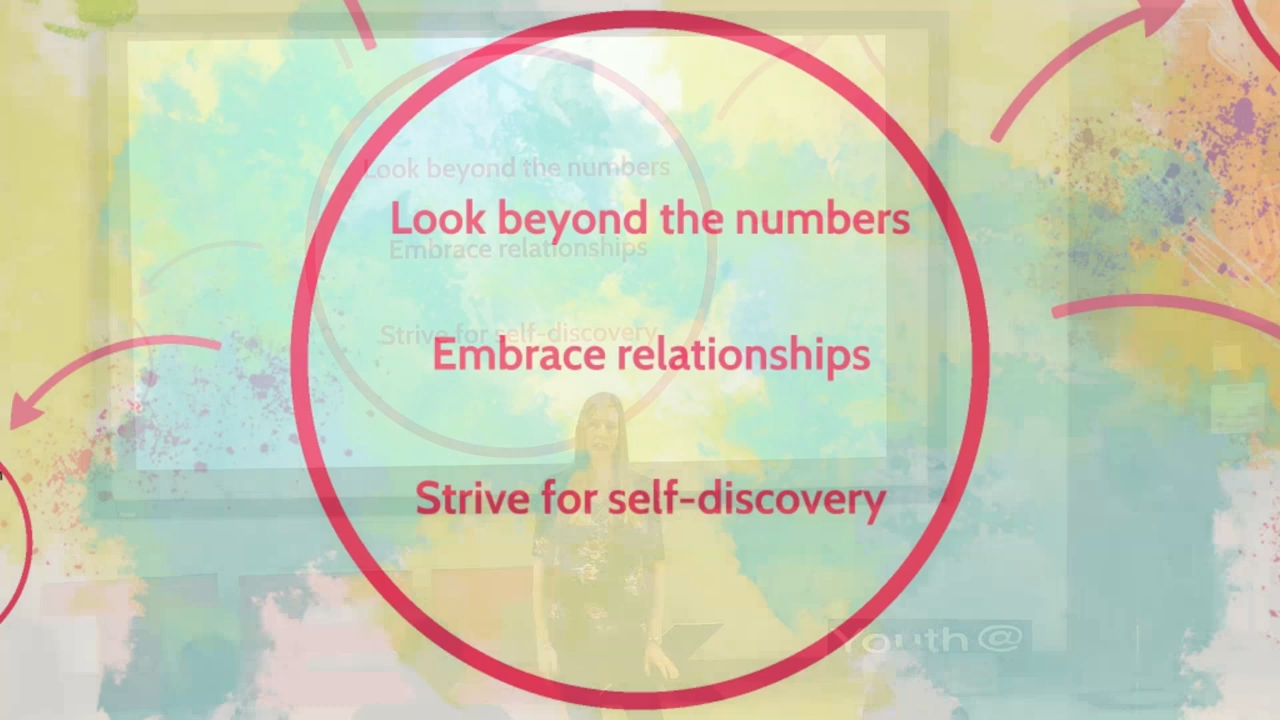 Look beyond the numbers
Embrace relationships
Strive for self-discovery
Look beyond the numbers
Embrace relationships
Strive for self-discovery
Youth @